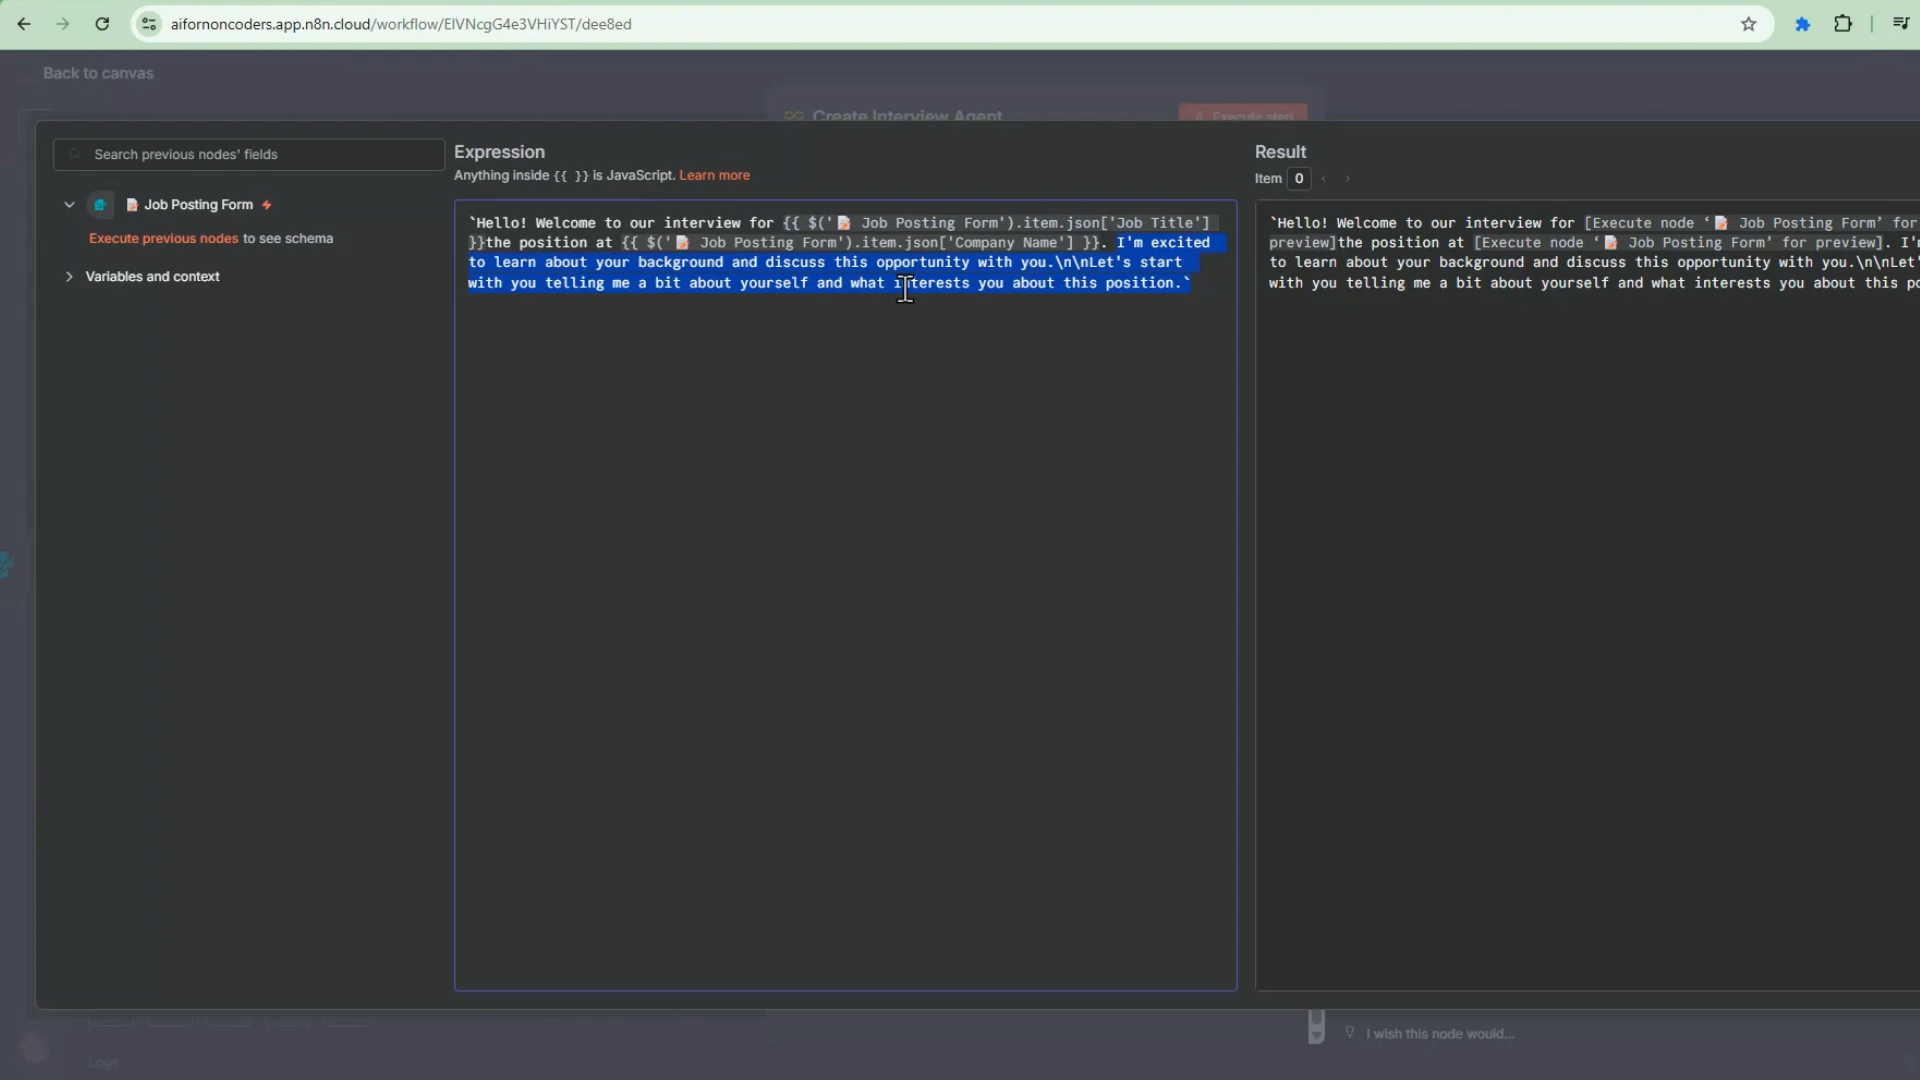 aifornoncoders.app.n8n.cloud/workflow/EIVNcgG4e3VHiYST/dee8ed
Back to canvas
Create Interview Agent
Execute step
Search previous nodes' fields
Job Posting Form
Execute previous nodes to see schema
Variables and context
Expression
Anything inside {{ }} is JavaScript. Learn more
`Hello! Welcome to our interview for {{ $('📝 Job Posting Form').item.json['Job Title']
}}the position at {{ $('📝 Job Posting Form').item.json['Company Name'] }}. I'm excited
to learn about your background and discuss this opportunity with you.\n\nLet's start
with you telling me a bit about yourself and what interests you about this position.`
Result
Item 0
`Hello! Welcome to our interview for [Execute node ‘📝 Job Posting Form’ for
preview]the position at [Execute node ‘📝 Job Posting Form’ for preview]. I'
to learn about your background and discuss this opportunity with you.\n\nLet'
with you telling me a bit about yourself and what interests you about this po
I wish this node would...
Logs